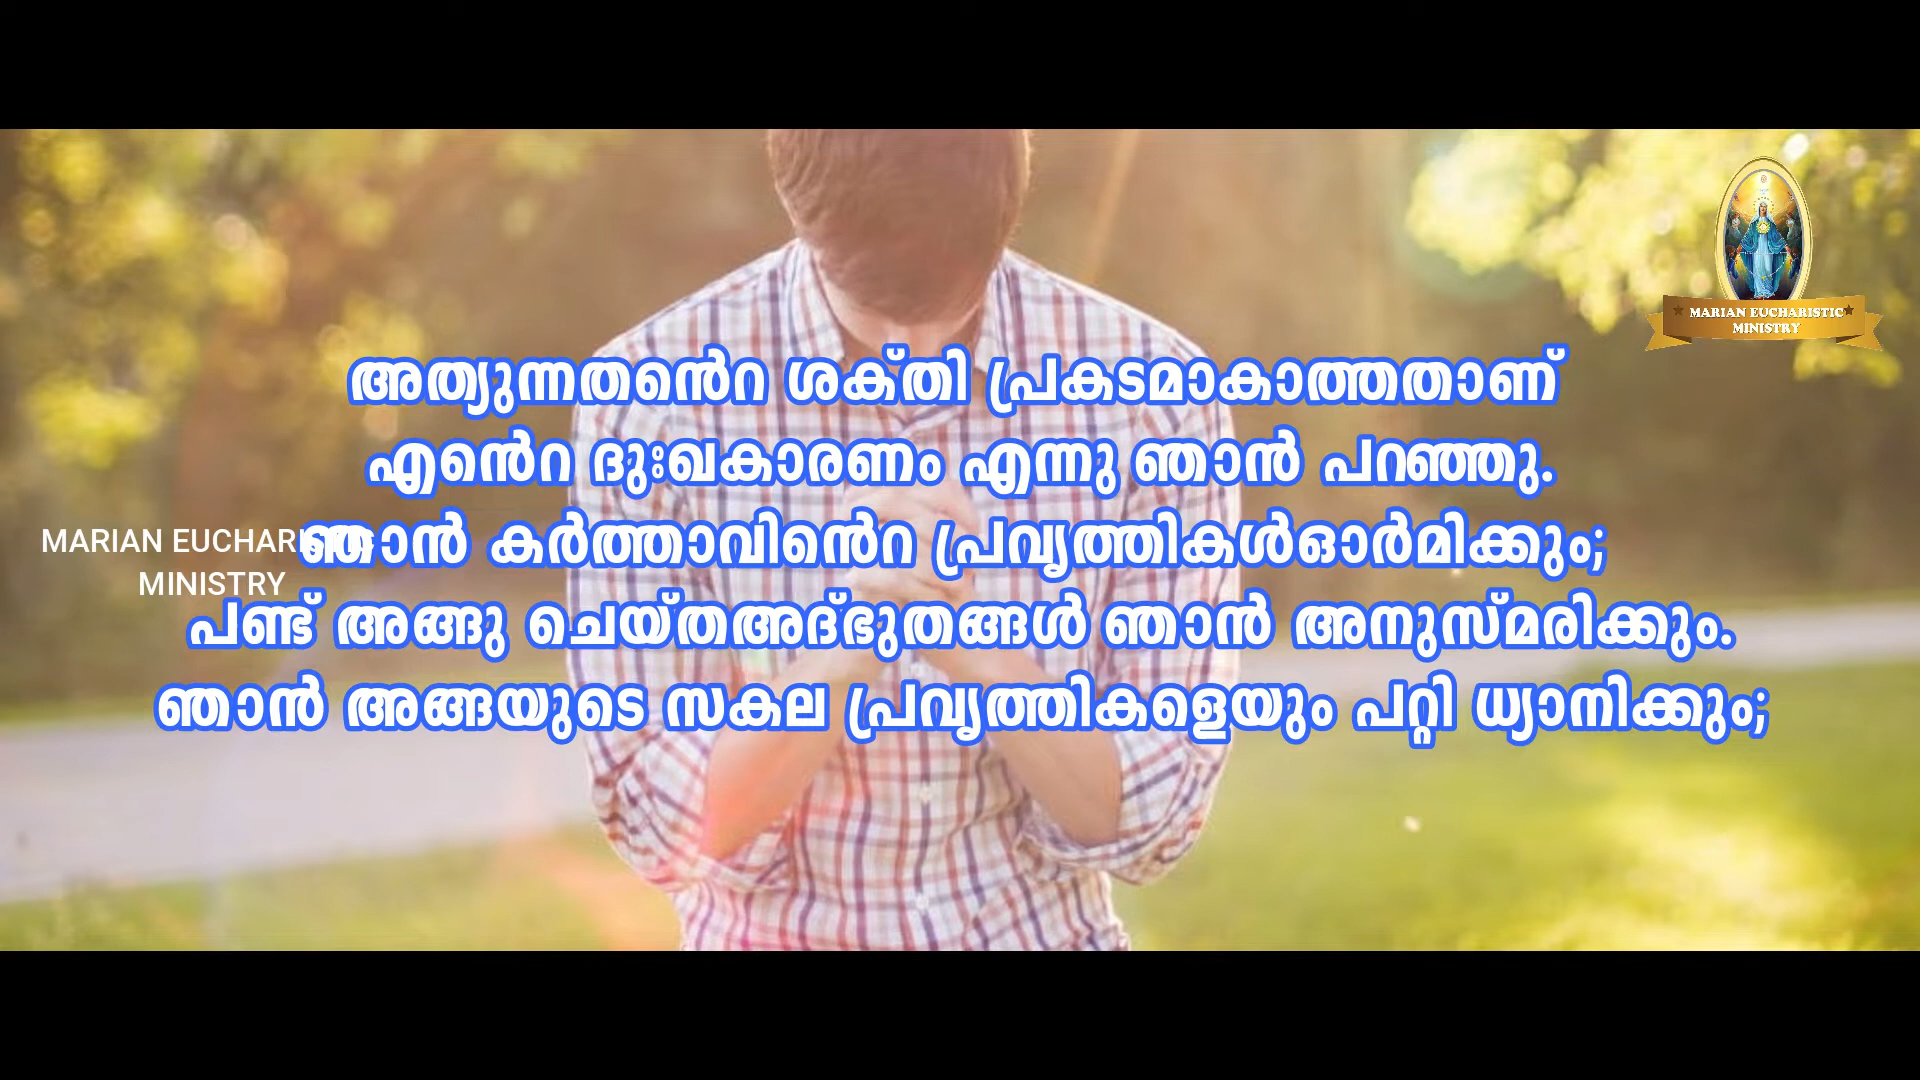 MARIAN EUCHARISTIC
MINISTRY
അത്യുന്നതൻെറ ശക്തി പ്രകടമാകാത്തതാണ്
എൻെറ ദുഃഖകാരണം എന്നു ഞാൻ പറഞ്ഞു.
ഞാൻ കർത്താവിൻെറ പ്രവൃത്തികൾഓർമിക്കും;
പണ്ട് അങ്ങു ചെയ്തഅദ്ഭുതങ്ങൾ ഞാൻ അനുസ്മരിക്കും.
ഞാൻ അങ്ങയുടെ സകല പ്രവൃത്തികളെയും പറ്റി ധ്യാനിക്കും;
MARIAN EUCHARISTIC
MINISTRY